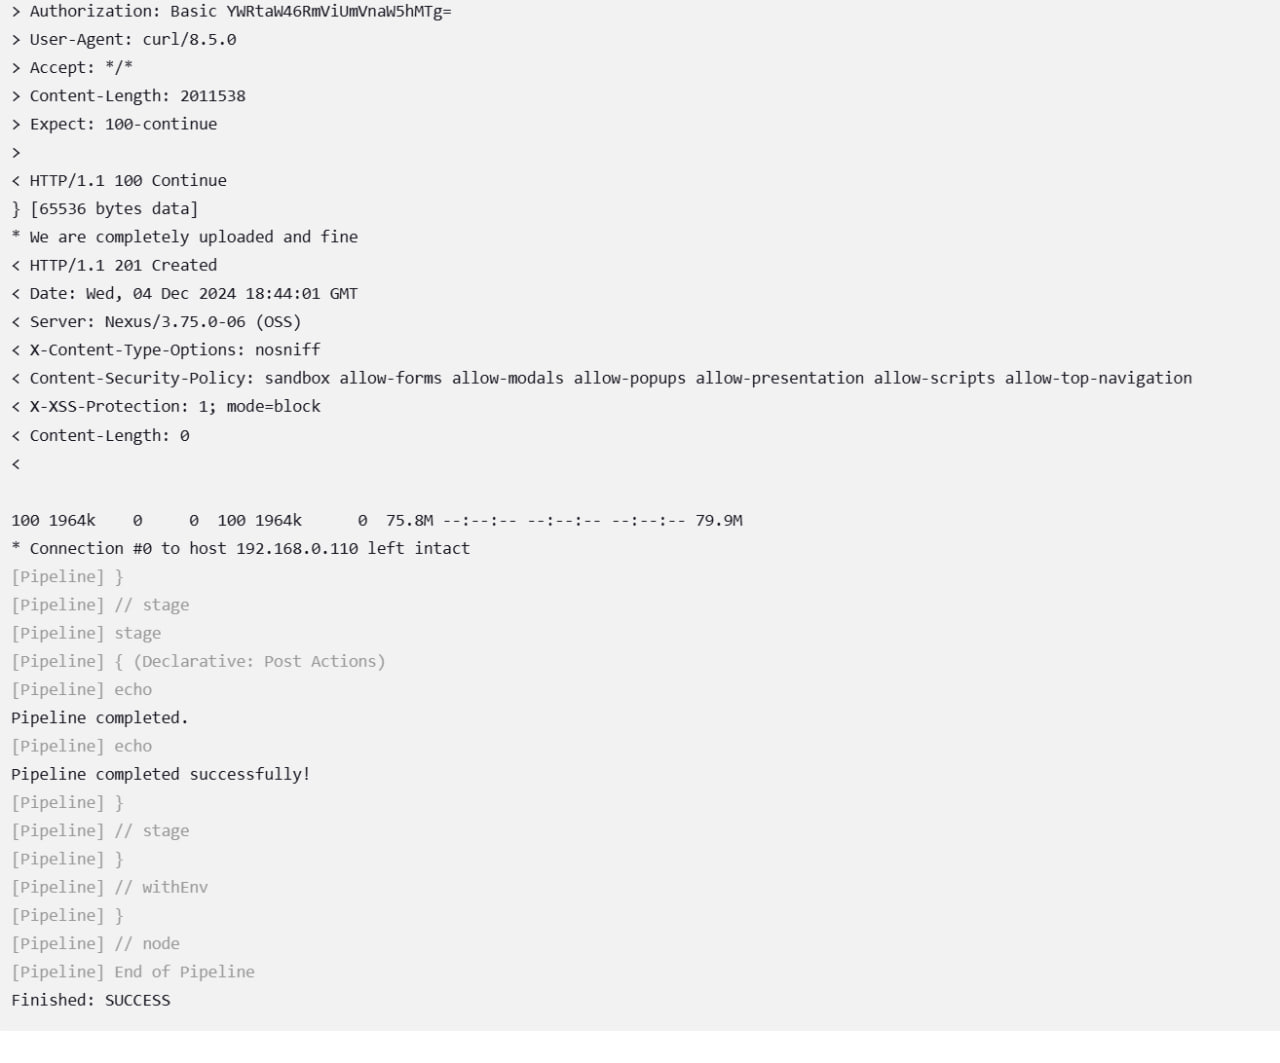 > Authorization: Basic YWRtaW46RmViUmVnaW5hMTg=
> User-Agent: curl/8.5.0
> Accept: */*
> Content-Length: 2011538
> Expect: 100-continue
>
< HTTP/1.1 100 Continue
} [65536 bytes data]
* We are completely uploaded and fine
< HTTP/1.1 201 Created
< Date: Wed, 04 Dec 2024 18:44:01 GMT
< Server: Nexus/3.75.0-06 (OSS)
< X-Content-Type-Options: nosniff
< Content-Security-Policy: sandbox allow-forms allow-modals allow-popups allow-presentation allow-scripts allow-top-navigation
< X-XSS-Protection: 1; mode=block
< Content-Length: 0
<
100 1964k    0     0  100 1964k      0  75.8M --:--:-- --:--:-- --:--:-- 79.9M
* Connection #0 to host 192.168.0.110 left intact
[Pipeline] }
[Pipeline] // stage
[Pipeline] stage
[Pipeline] { (Declarative: Post Actions)
[Pipeline] echo
Pipeline completed.
[Pipeline] echo
Pipeline completed successfully!
[Pipeline] }
[Pipeline] // stage
[Pipeline] }
[Pipeline] // withEnv
[Pipeline] }
[Pipeline] // node
[Pipeline] End of Pipeline
Finished: SUCCESS